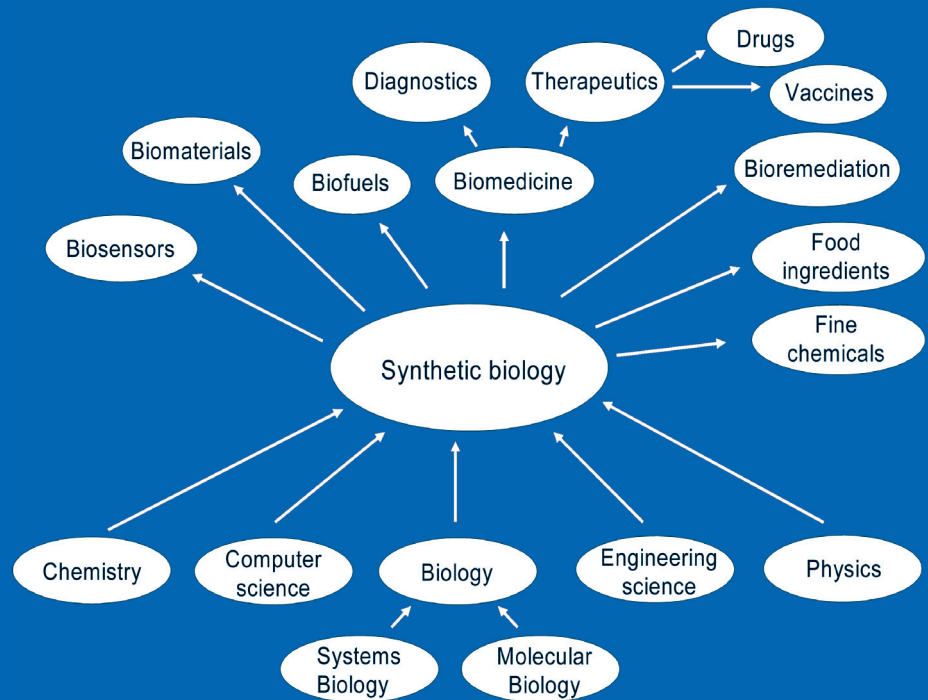 Drugs
Diagnostics
Therapeutics
Vaccines
Biomaterials
Biofuels
Biomedicine
Bioremediation
Biosensors
Food
ingredients
Fine
chemicals
Synthetic biology
Chemistry
Computer
science
Biology
Engineering
science
Physics
Systems
Biology
Molecular
Biology